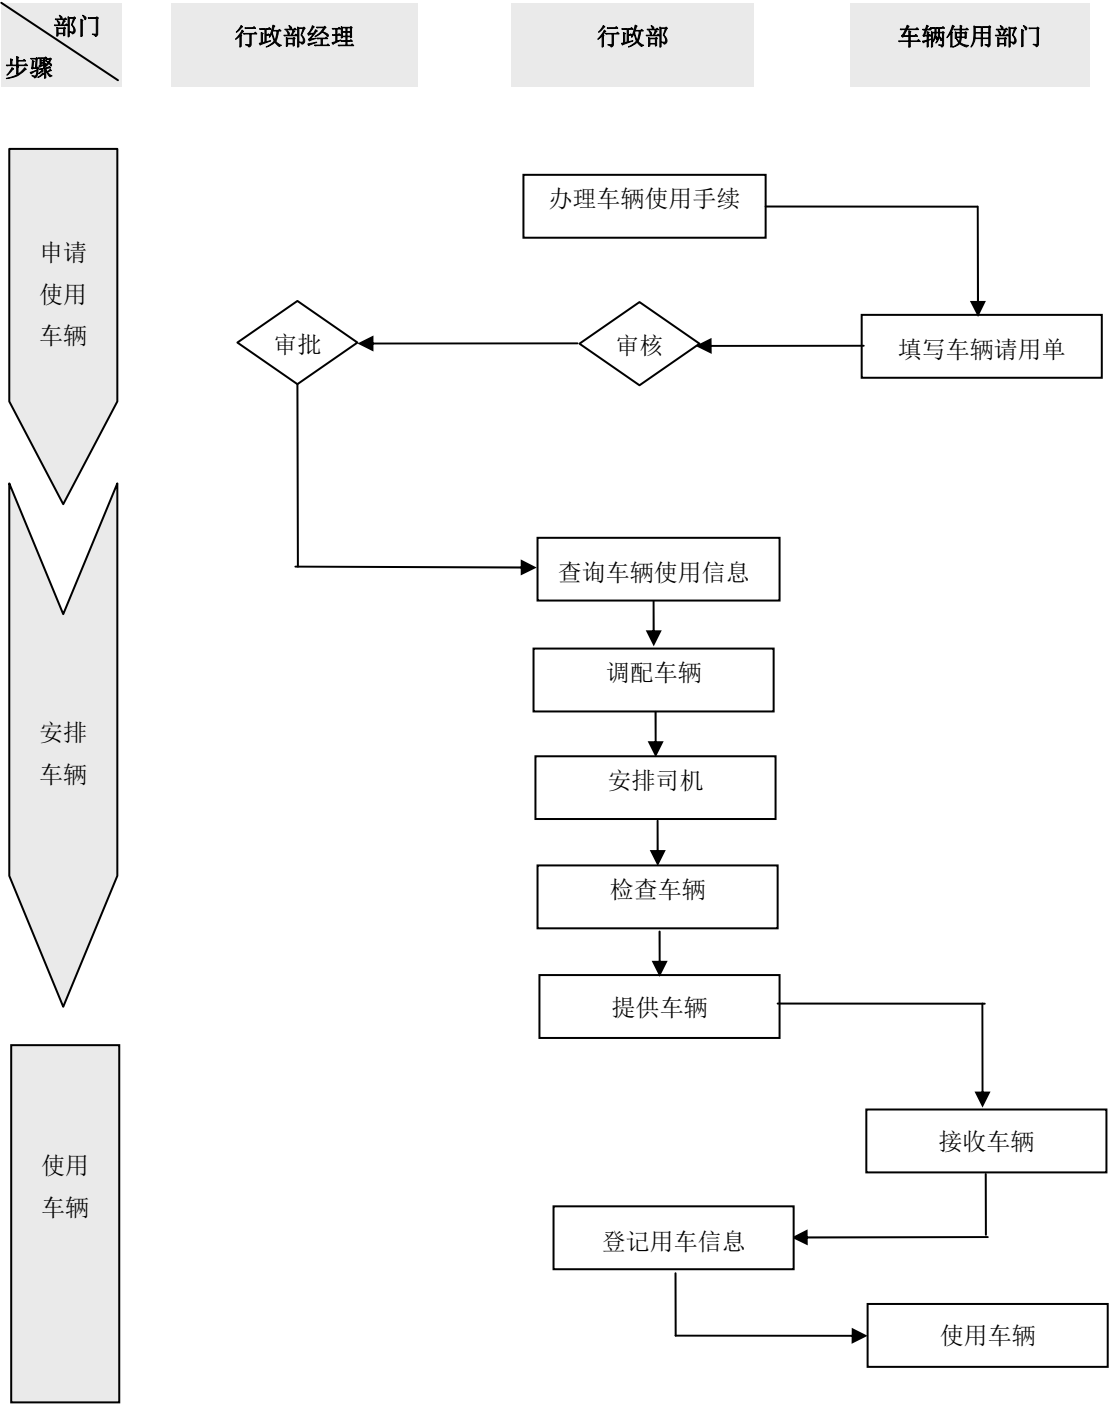 部门
步骤
行政部经理
行政部
车辆使用部门
申请
使用
车辆
办理车辆使用手续
审批
审核
填写车辆请用单
安排
车辆
查询车辆使用信息
调配车辆
安排司机
检查车辆
提供车辆
使用
车辆
接收车辆
登记用车信息
使用车辆